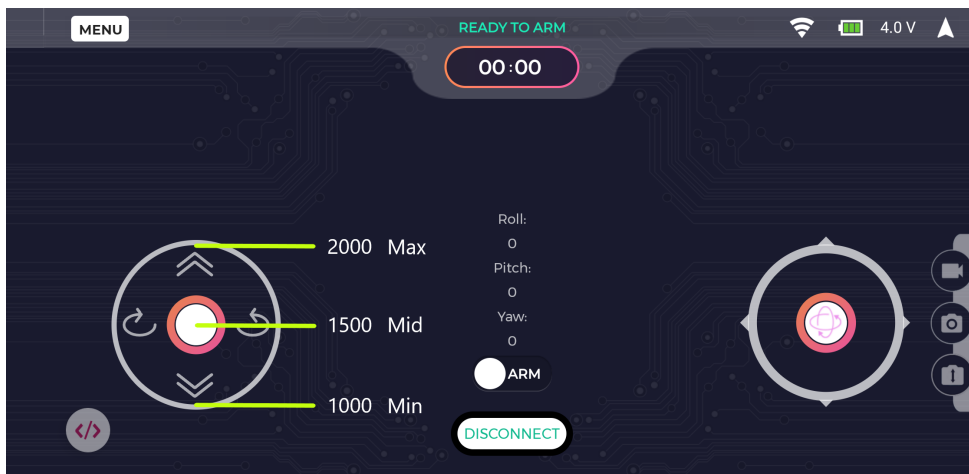 MENU
READY TO ARM
4.0 V
00:00
Roll:
0
2000 Max
Pitch:
0
Yaw:
1500 Mid
0
ARM
1000 Min
</>
DISCONNECT